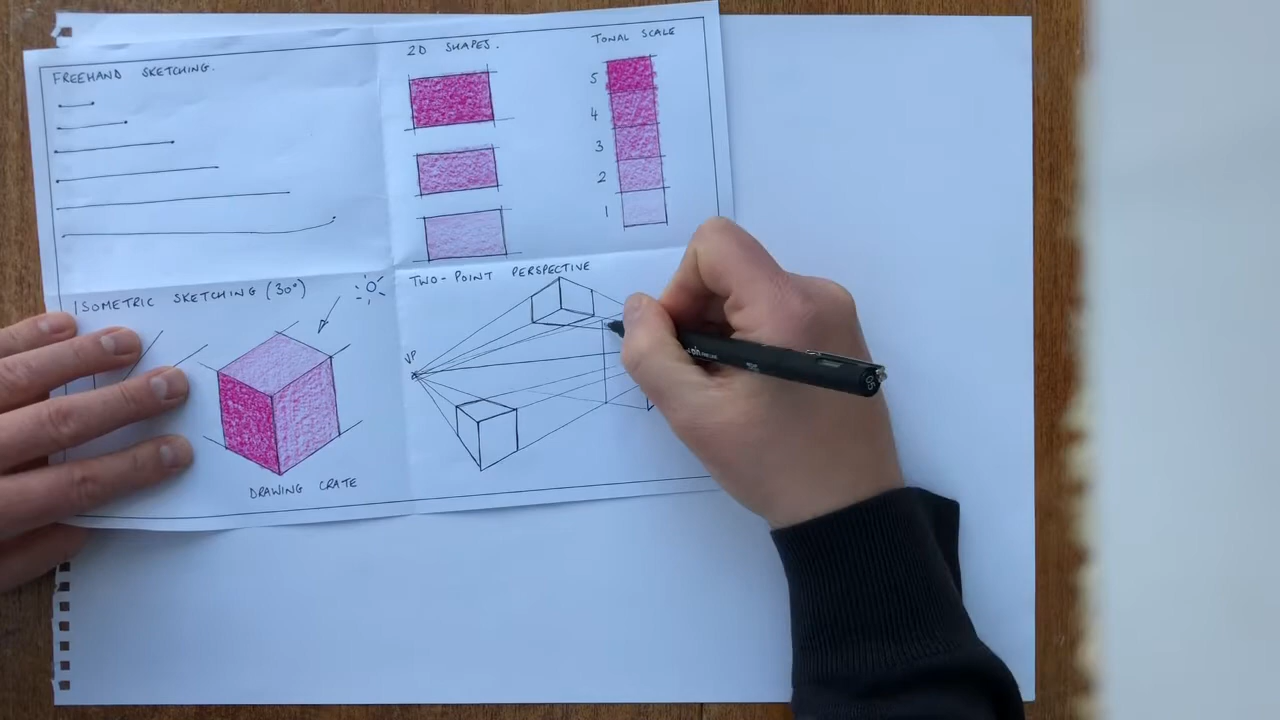 FREEHAND SKETCHING.
2D SHAPES.
TONAL SCALE
5
4
3
2
1
ISOMETRIC SKETCHING (30°)
DRAWING CRATE
TWO-POINT PERSPECTIVE
VP